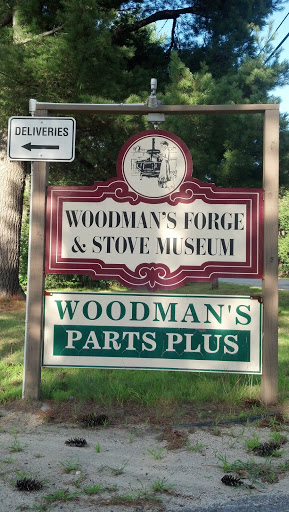 DELIVERIES
WOODMAN'S FORGE
& STOVE MUSEUM
WOODMAN'S
PARTS PLUS